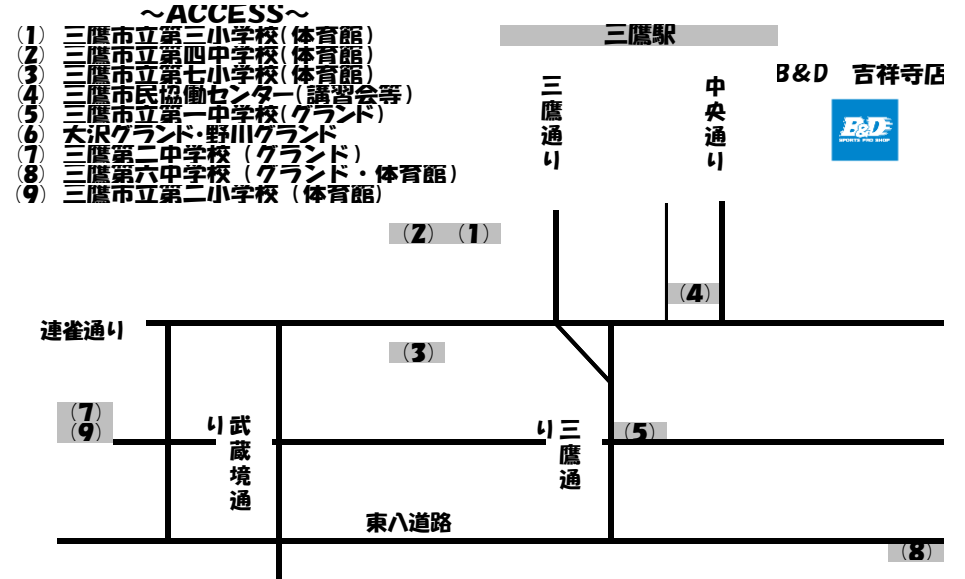 ～ACCESS～
(1) 三鷹市立第三小学校(体育館)
(2) 三鷹市立第四中学校(体育館)
(3) 三鷹市立第七小学校(体育館)
(4) 三鷹市民協働センター(講習会等)
(5) 三鷹市立第一中学校(グランド)
(6) 大沢グランド･野川グランド
(7) 三鷹第二中学校（グランド）
(8) 三鷹第六中学校（グランド・体育館）
(9) 三鷹市立第二小学校（体育館）
三鷹駅
三鷹通り
中央通り
B&D 吉祥寺店
B&D
SPORTS PRO SHOP
(2) (1)
(4)
連雀通り
(3)
(7)
(9)
武蔵境通り
三鷹通り
(5)
東八道路
(8)